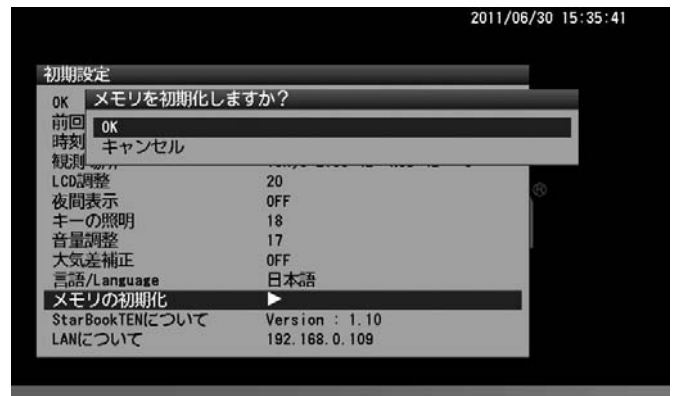 2011/06/30 15:35:41
初期設定
メモリを初期化しますか?
OK
キャンセル
OK
前回
時刻
観測
LCD調整 20
夜間表示 OFF
キーの照明 18
音量調整 17
大気差補正 OFF
言語/Language 日本語
メモリの初期化 ▶
StarBookTENについて Version : 1.10
LANについて 192.168.0.109
®